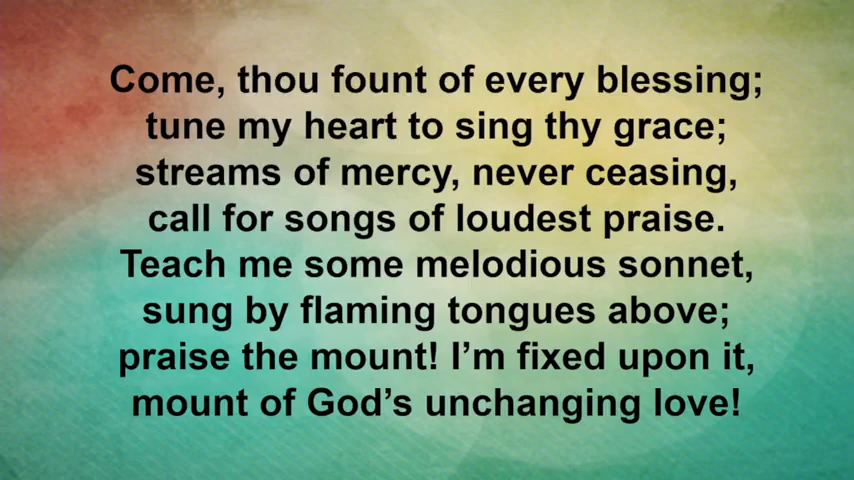 Come, thou fount of every blessing;
tune my heart to sing thy grace;
streams of mercy, never ceasing,
call for songs of loudest praise.
Teach me some melodious sonnet,
sung by flaming tongues above;
praise the mount! I’m fixed upon it,
mount of God’s unchanging love!